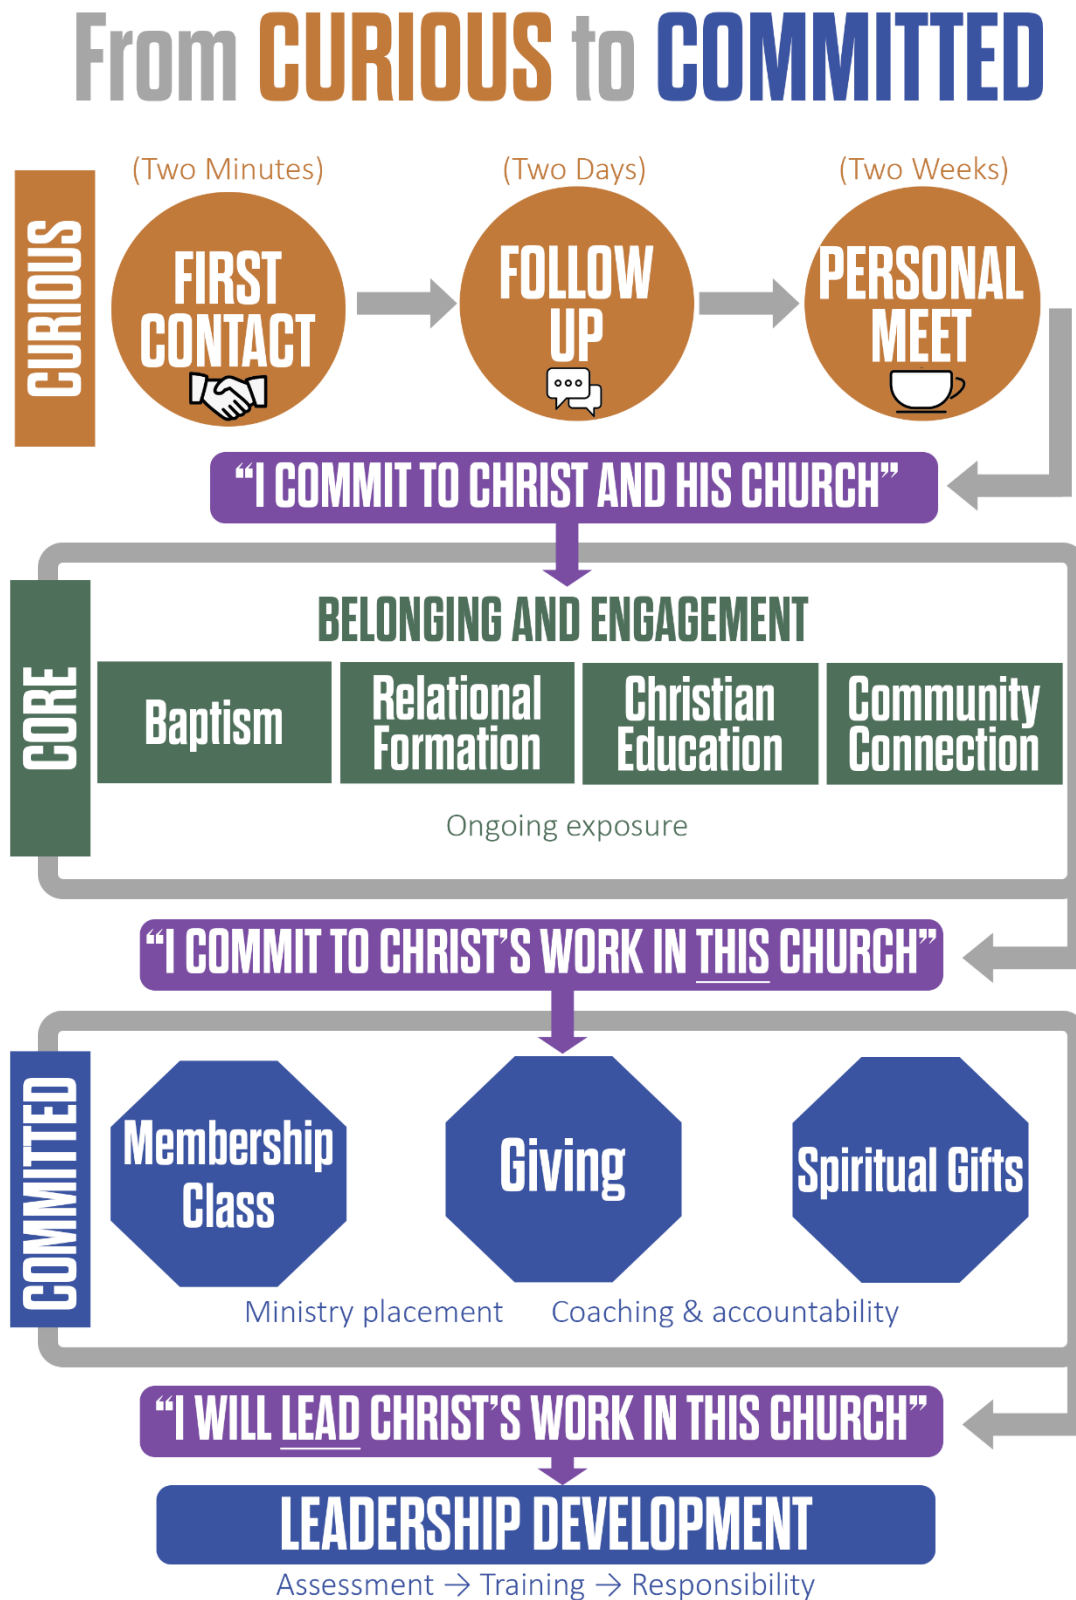 From CURIOUS to COMMITTED
(Two Minutes)
(Two Days)
(Two Weeks)
CURIOUS
FIRST
CONTACT
FOLLOW
UP
PERSONAL
MEET
“I COMMIT TO CHRIST AND HIS CHURCH”
CORE
BELONGING AND ENGAGEMENT
Baptism
Relational
Formation
Christian
Education
Community
Connection
Ongoing exposure
“I COMMIT TO CHRIST’S WORK IN THIS CHURCH”
COMMITTED
Membership
Class
Giving
Spiritual Gifts
Ministry placement
Coaching & accountability
“I WILL LEAD CHRIST’S WORK IN THIS CHURCH”
LEADERSHIP DEVELOPMENT
Assessment → Training → Responsibility